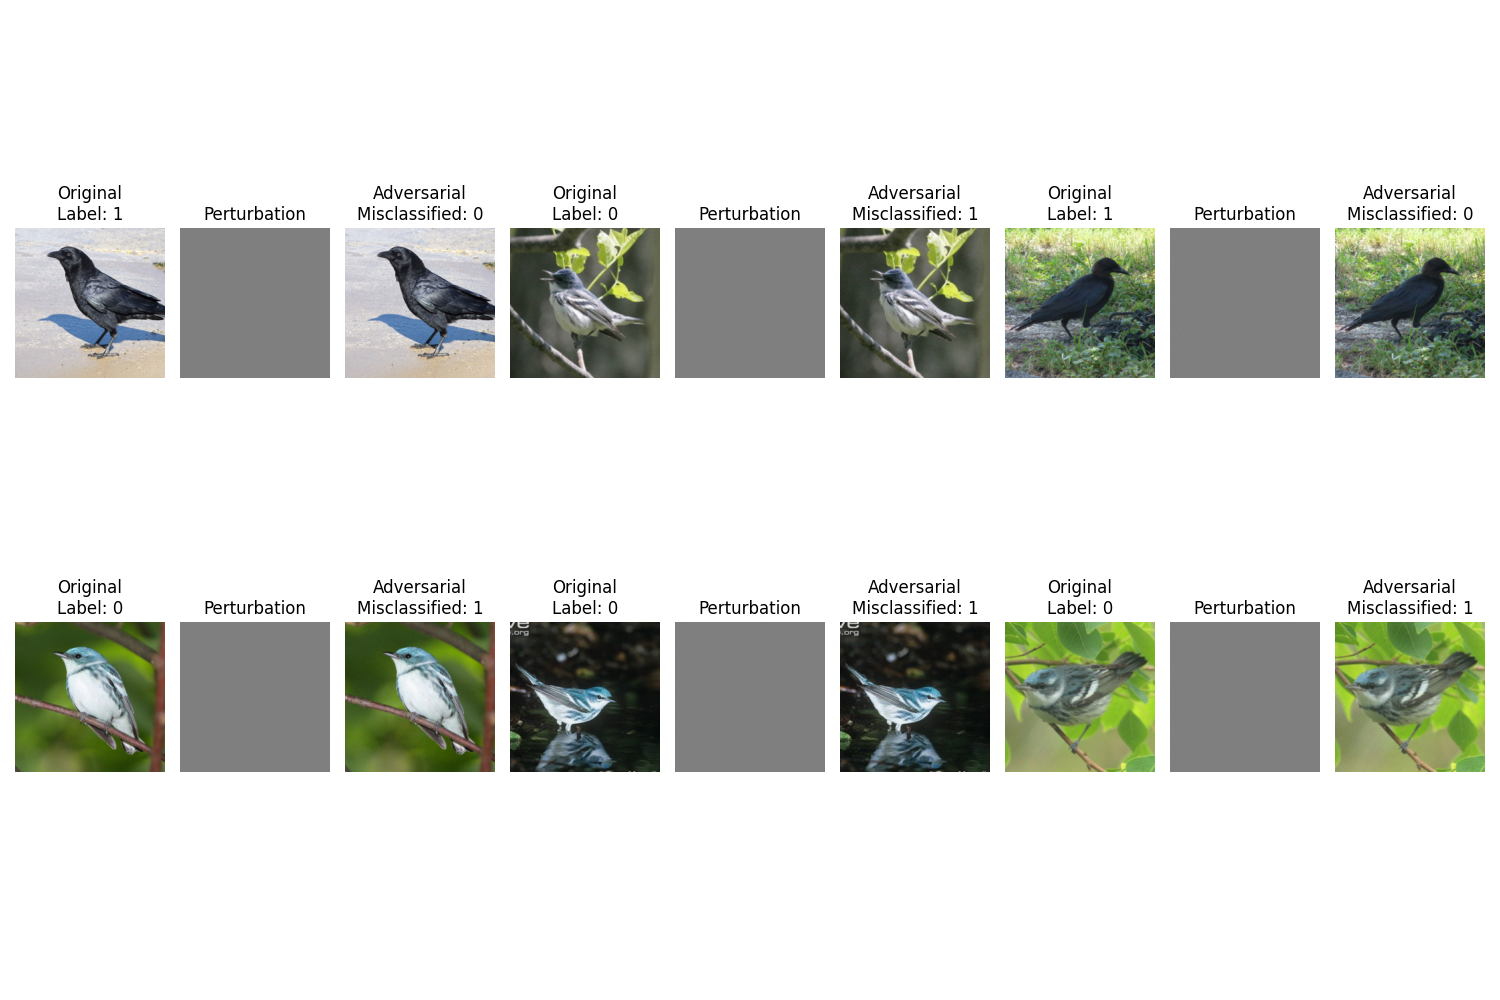 Original
Label: 1
Perturbation
Adversarial
Misclassified: 0
Original
Label: 0
Perturbation
Adversarial
Misclassified: 1
Original
Label: 1
Perturbation
Adversarial
Misclassified: 0
Original
Label: 0
Perturbation
Adversarial
Misclassified: 1
Original
Label: 0
Perturbation
Adversarial
Misclassified: 1
Original
Label: 0
Perturbation
Adversarial
Misclassified: 1
.org
.org